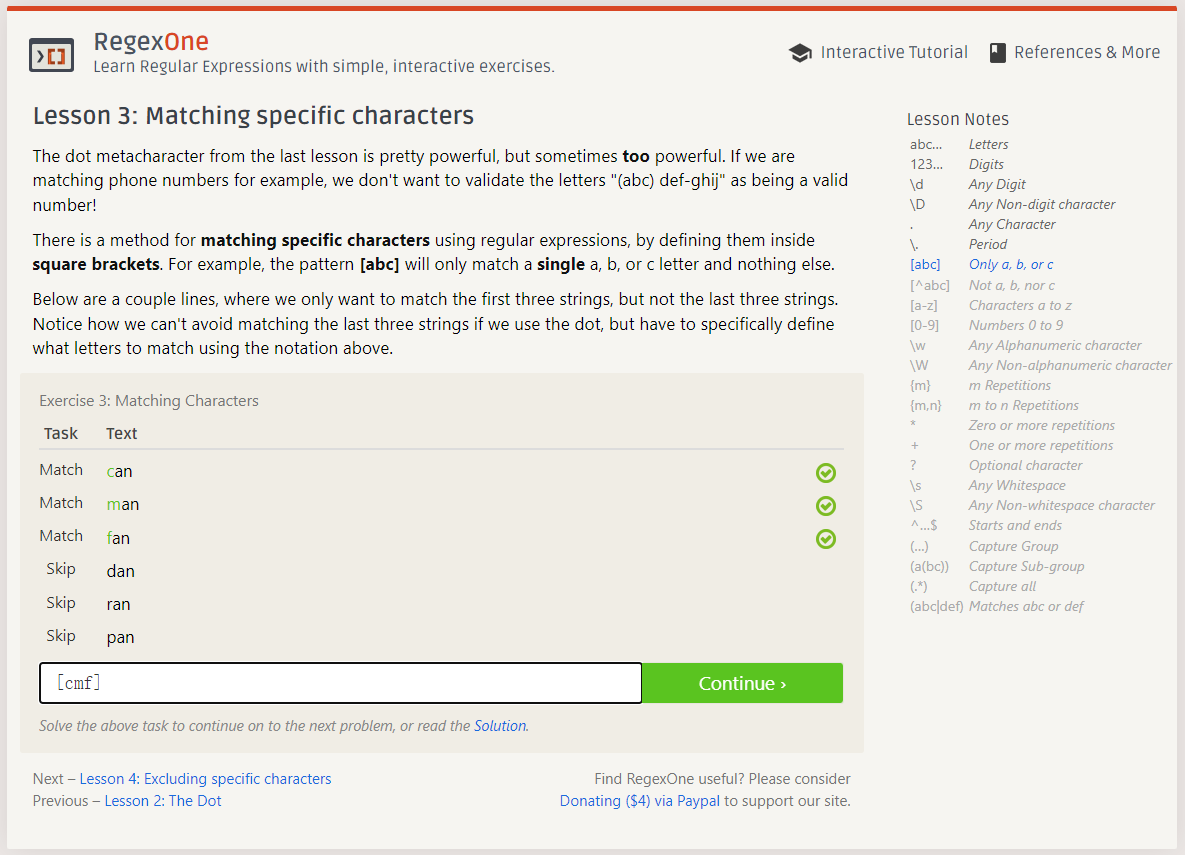 RegexOne
Learn Regular Expressions with simple, interactive exercises.
Interactive Tutorial
References & More
Lesson 3: Matching specific characters
The dot metacharacter from the last lesson is pretty powerful, but sometimes too powerful. If we are
matching phone numbers for example, we don't want to validate the letters "(abc) def-ghij" as being a valid
number!
There is a method for matching specific characters using regular expressions, by defining them inside
square brackets. For example, the pattern [abc] will only match a single a, b, or c letter and nothing else.
Below are a couple lines, where we only want to match the first three strings, but not the last three strings.
Notice how we can't avoid matching the last three strings if we use the dot, but have to specifically define
what letters to match using the notation above.
Exercise 3: Matching Characters
Task Text
Match can
Match man
Match fan
Skip dan
Skip ran
Skip pan
[cmf]
Continue ›
Solve the above task to continue on to the next problem, or read the Solution.
Next – Lesson 4: Excluding specific characters
Previous – Lesson 2: The Dot
Find RegexOne useful? Please consider
Donating ($4) via Paypal to support our site.
Lesson Notes
abc... Letters
123... Digits
\d Any Digit
\D Any Non-digit character
. Any Character
\. Period
[abc] Only a, b, or c
[^abc] Not a, b, nor c
[a-z] Characters a to z
[0-9] Numbers 0 to 9
\w Any Alphanumeric character
\W Any Non-alphanumeric character
{m} m Repetitions
{m,n} m to n Repetitions
* Zero or more repetitions
+ One or more repetitions
? Optional character
\s Any Whitespace
\S Any Non-whitespace character
^...$ Starts and ends
(...) Capture Group
(a(bc)) Capture Sub-group
(.*) Capture all
(abc|def) Matches abc or def